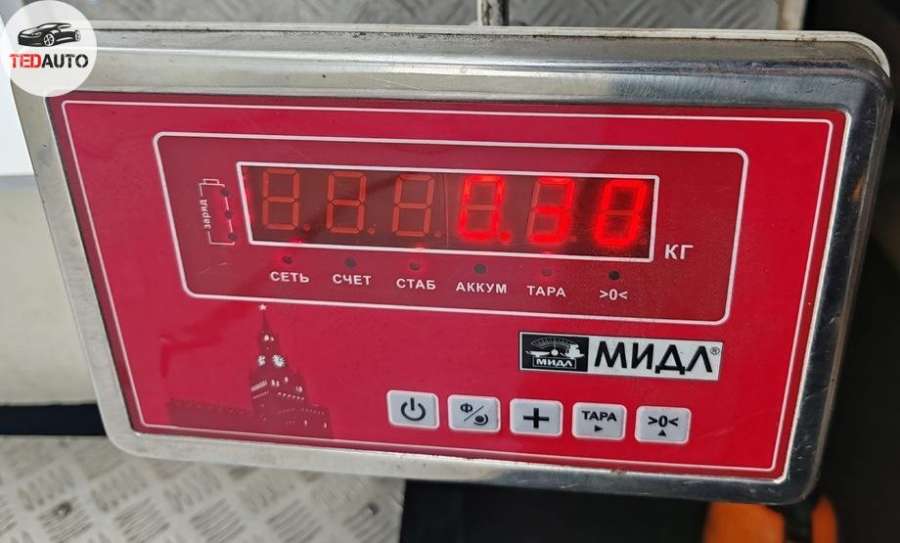 TEDAUTO
заряд
0.30
КГ
СЕТЬ СЧЕТ СТАБ АККУМ ТАРА >0<
МИДЛ
МИДЛ®
Ф + ТАРА >0<